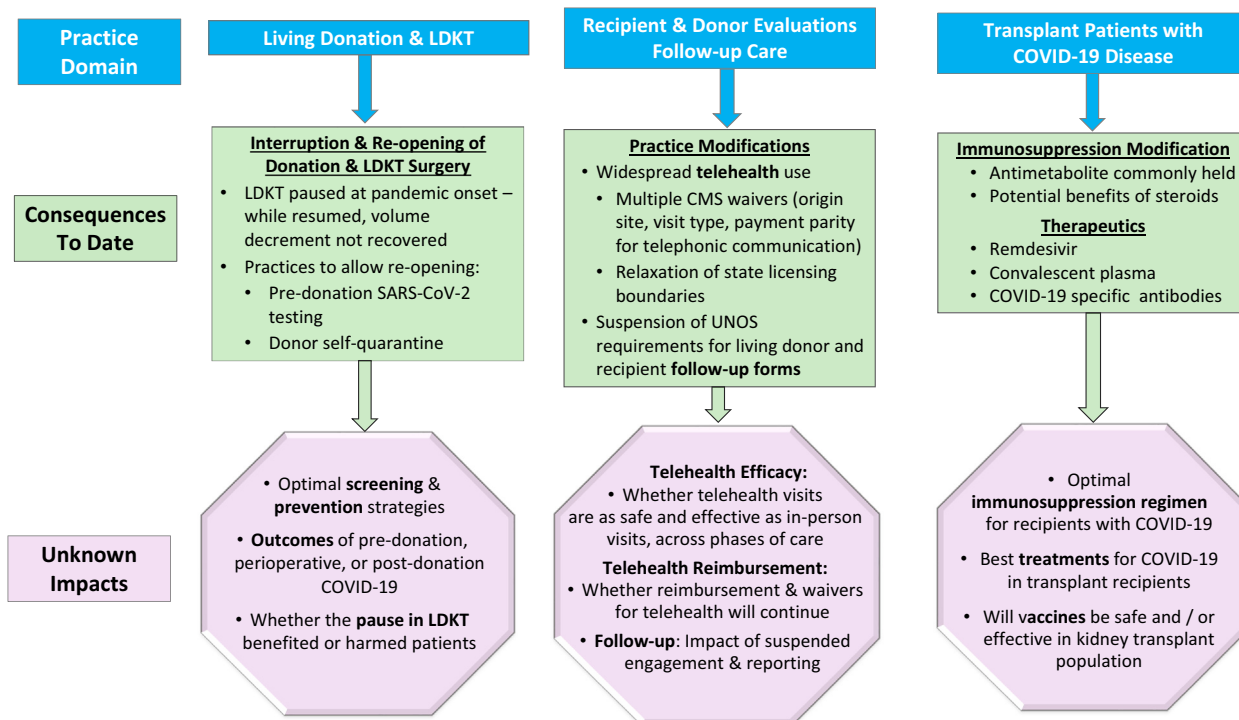 Practice
Domain
Living Donation & LDKT
Recipient & Donor Evaluations
Follow-up Care
Transplant Patients with
COVID-19 Disease
Consequences
To Date
Interruption & Re-opening of
Donation & LDKT Surgery
• LDKT paused at pandemic onset –
while resumed, volume
decrement not recovered
• Practices to allow re-opening:
• Pre-donation SARS-CoV-2
testing
• Donor self-quarantine
Practice Modifications
• Widespread telehealth use
• Multiple CMS waivers (origin
site, visit type, payment parity
for telephonic communication)
• Relaxation of state licensing
boundaries
• Suspension of UNOS
requirements for living donor and
recipient follow-up forms
Immunosuppression Modification
• Antimetabolite commonly held
• Potential benefits of steroids
Therapeutics
• Remdesivir
• Convalescent plasma
• COVID-19 specific antibodies
Unknown
Impacts
• Optimal screening &
prevention strategies
• Outcomes of pre-donation,
perioperative, or post-donation
COVID-19
• Whether the pause in LDKT
benefited or harmed patients
Telehealth Efficacy:
• Whether telehealth visits
are as safe and effective as in-person
visits, across phases of care
Telehealth Reimbursement:
• Whether reimbursement & waivers
for telehealth will continue
• Follow-up: Impact of suspended
engagement & reporting
• Optimal
immunosuppression regimen
for recipients with COVID-19
• Best treatments for COVID-19
in transplant recipients
• Will vaccines be safe and / or
effective in kidney transplant
population